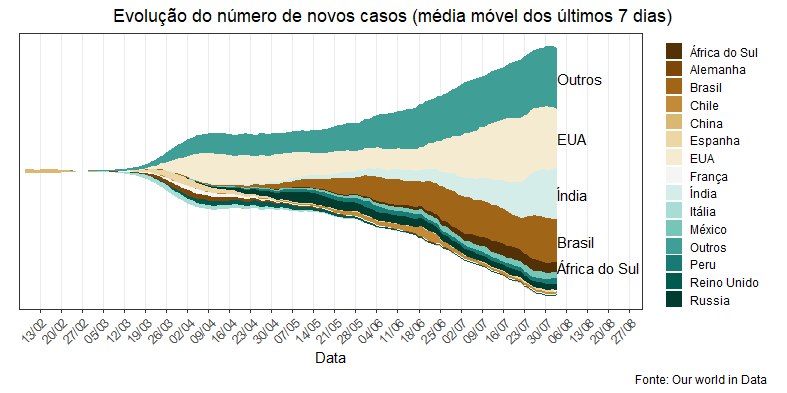 Evolução do número de novos casos (média móvel dos últimos 7 dias)
Outros
EUA
Índia
Brasil
África do Sul
África do Sul
Alemanha
Brasil
Chile
China
Espanha
EUA
França
Índia
Itália
México
Outros
Peru
Reino Unido
Russia
13/02 20/02 27/02 05/03 12/03 19/03 26/03 02/04 09/04 16/04 23/04 30/04 07/05 14/05 21/05 28/05 04/06 11/06 18/06 25/06 02/07 09/07 16/07 23/07 30/07 06/08 13/08 20/08 27/08
Data
Fonte: Our world in Data